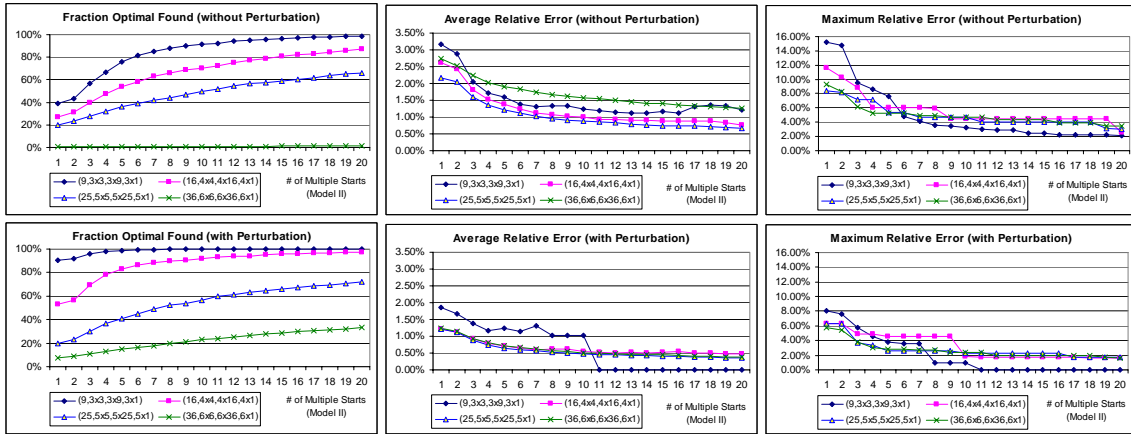 Fraction Optimal Found (without Perturbation)
100%
80%
60%
40%
20%
0%
1 2 3 4 5 6 7 8 9 10 11 12 13 14 15 16 17 18 19 20
# of Multiple Starts
(Model II)
(9,3x3,3x9,3x1)
(16,4x4,4x16,4x1)
(25,5x5,5x25,5x1)
(36,6x6,6x36,6x1)
Average Relative Error (without Perturbation)
3.50%
3.00%
2.50%
2.00%
1.50%
1.00%
0.50%
0.00%
1 2 3 4 5 6 7 8 9 10 11 12 13 14 15 16 17 18 19 20
# of Multiple Starts
(Model II)
(9,3x3,3x9,3x1)
(16,4x4,4x16,4x1)
(25,5x5,5x25,5x1)
(36,6x6,6x36,6x1)
Maximum Relative Error (without Perturbation)
16.00%
14.00%
12.00%
10.00%
8.00%
6.00%
4.00%
2.00%
0.00%
1 2 3 4 5 6 7 8 9 10 11 12 13 14 15 16 17 18 19 20
# of Multiple Starts
(Model II)
(9,3x3,3x9,3x1)
(16,4x4,4x16,4x1)
(25,5x5,5x25,5x1)
(36,6x6,6x36,6x1)
Fraction Optimal Found (with Perturbation)
100%
80%
60%
40%
20%
0%
1 2 3 4 5 6 7 8 9 10 11 12 13 14 15 16 17 18 19 20
# of Multiple Starts
(Model II)
(9,3x3,3x9,3x1)
(16,4x4,4x16,4x1)
(25,5x5,5x25,5x1)
(36,6x6,6x36,6x1)
Average Relative Error (with Perturbation)
3.50%
3.00%
2.50%
2.00%
1.50%
1.00%
0.50%
0.00%
1 2 3 4 5 6 7 8 9 10 11 12 13 14 15 16 17 18 19 20
# of Multiple Starts
(Model II)
(9,3x3,3x9,3x1)
(16,4x4,4x16,4x1)
(25,5x5,5x25,5x1)
(36,6x6,6x36,6x1)
Maximum Relative Error (with Perturbation)
16.00%
14.00%
12.00%
10.00%
8.00%
6.00%
4.00%
2.00%
0.00%
1 2 3 4 5 6 7 8 9 10 11 12 13 14 15 16 17 18 19 20
# of Multiple Starts
(Model II)
(9,3x3,3x9,3x1)
(16,4x4,4x16,4x1)
(25,5x5,5x25,5x1)
(36,6x6,6x36,6x1)